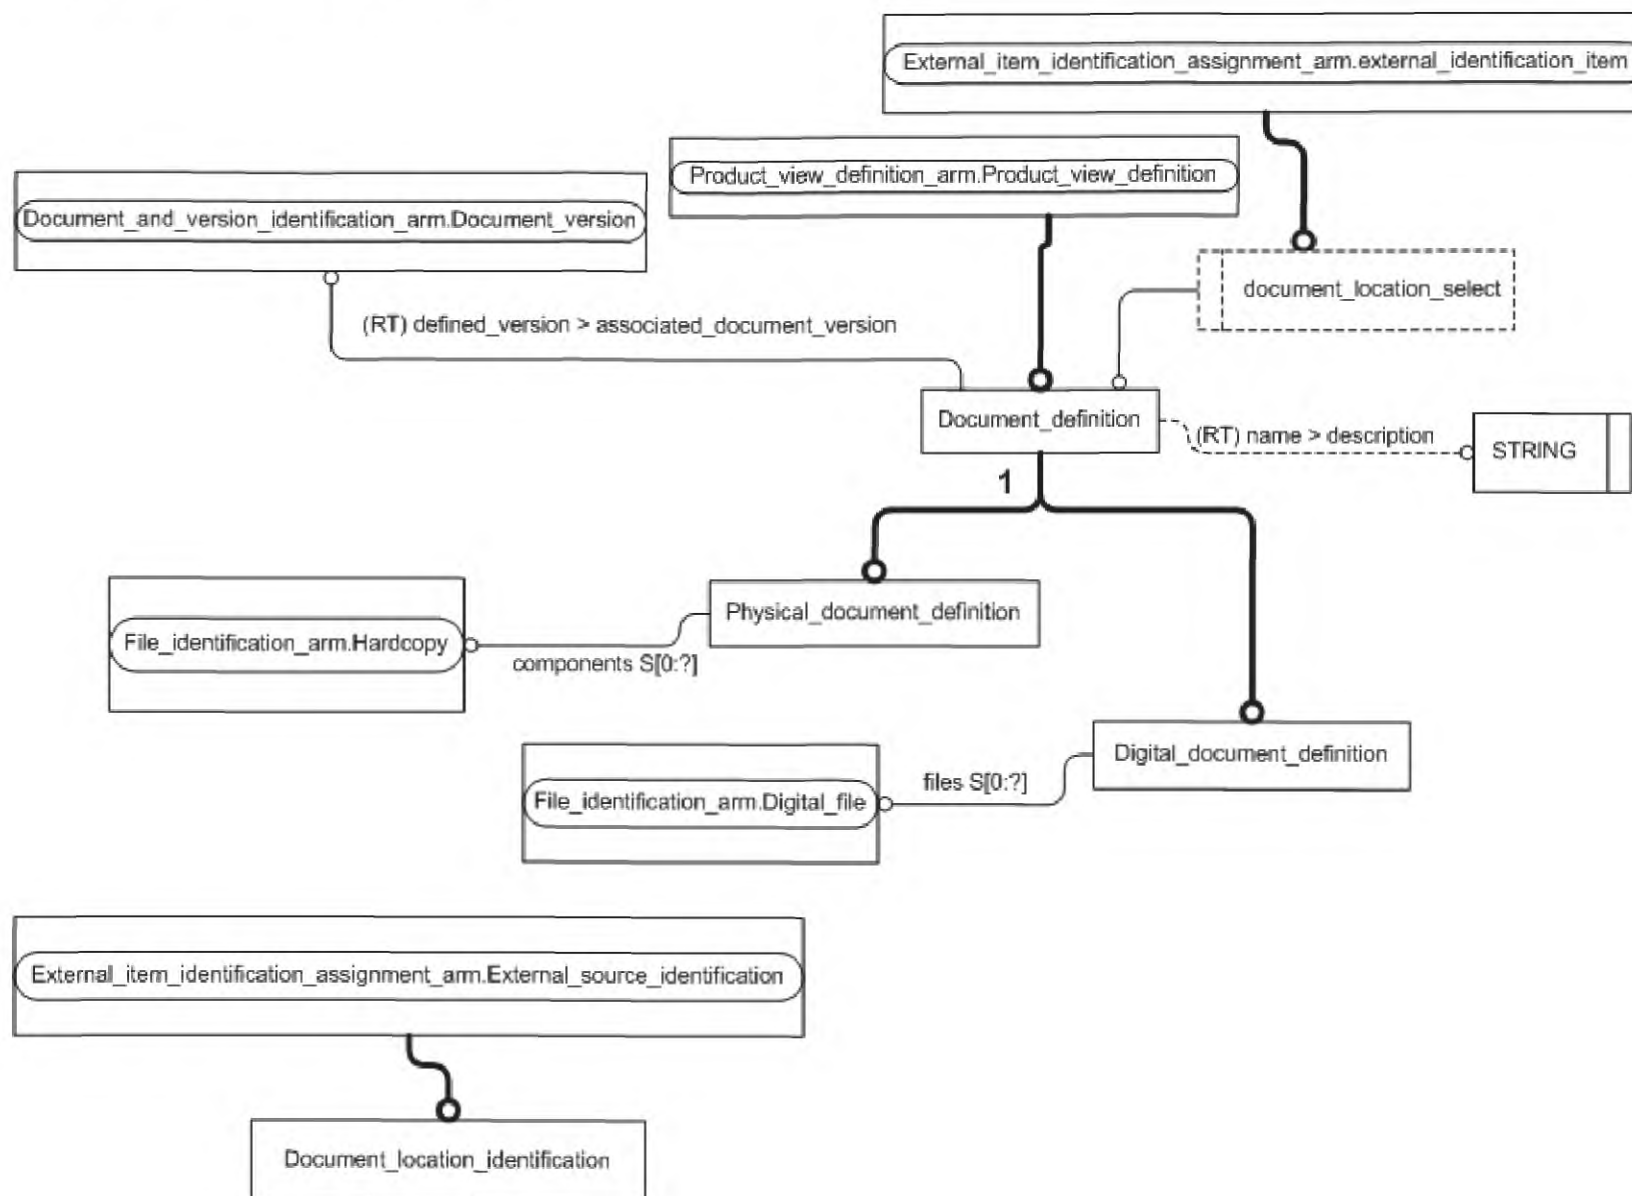 External_item_identification_assignment_arm.external_identification_item
Product_view_definition_arm.Product_view_definition
Document_and_version_identification_arm.Document_version
document_location_select
(RT) defined_version > associated_document_version
Document_definition
(RT) name > description
STRING
1
Physical_document_definition
File_identification_arm.Hardcopy
components S[0:?]
Digital_document_definition
files S[0:?]
File_identification_arm.Digital_file
External_item_identification_assignment_arm.External_source_identification
Document_location_identification